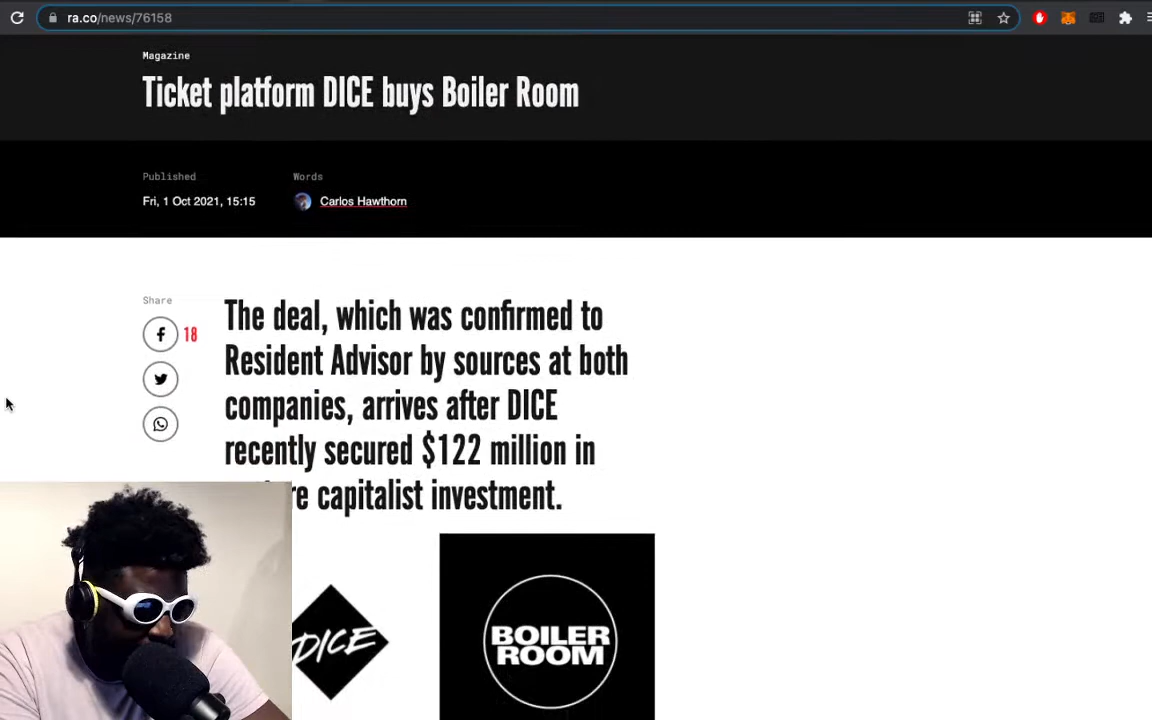 ra.co/news/76158
Magazine
Ticket platform DICE buys Boiler Room
Published
Words
Fri, 1 Oct 2021, 15:15
Carlos Hawthorn
Share
18
The deal, which was confirmed to
Resident Advisor by sources at both
companies, arrives after DICE
recently secured $122 million in
re capitalist investment.
DICE
BOILER
ROOM